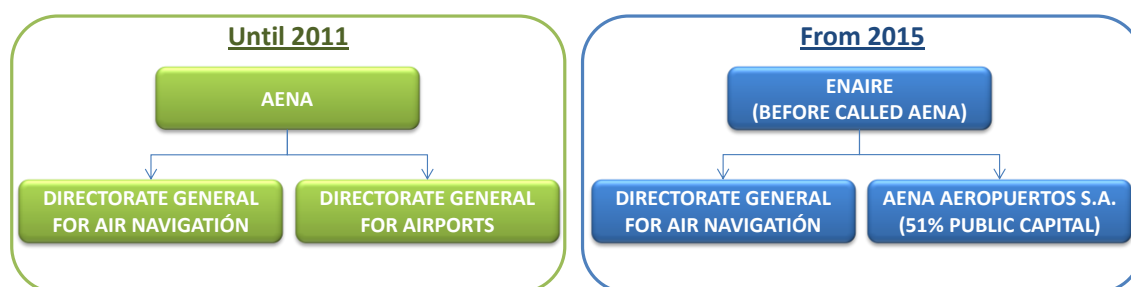 Until 2011
AENA
DIRECTORATE GENERAL
FOR AIR NAVIGATIÓN
DIRECTORATE GENERAL
FOR AIRPORTS
From 2015
ENAIRE
(BEFORE CALLED AENA)
DIRECTORATE GENERAL
FOR AIR NAVIGATIÓN
AENA AEROPUERTOS S.A.
(51% PUBLIC CAPITAL)